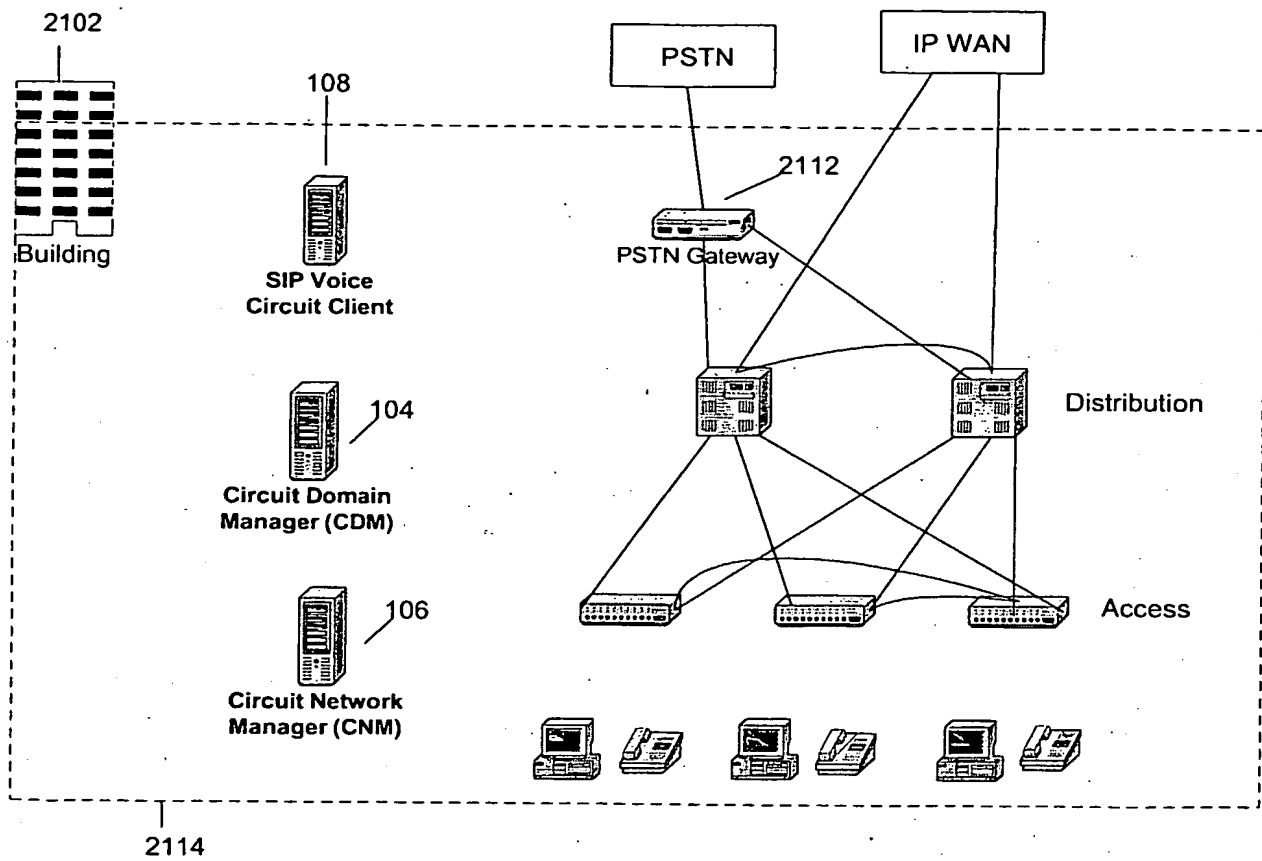 2102
PSTN
IP WAN
108
2112
Building
PSTN Gateway
SIP Voice
Circuit Client
104
Distribution
Circuit Domain
Manager (CDM)
106
Access
Circuit Network
Manager (CNM)
2114